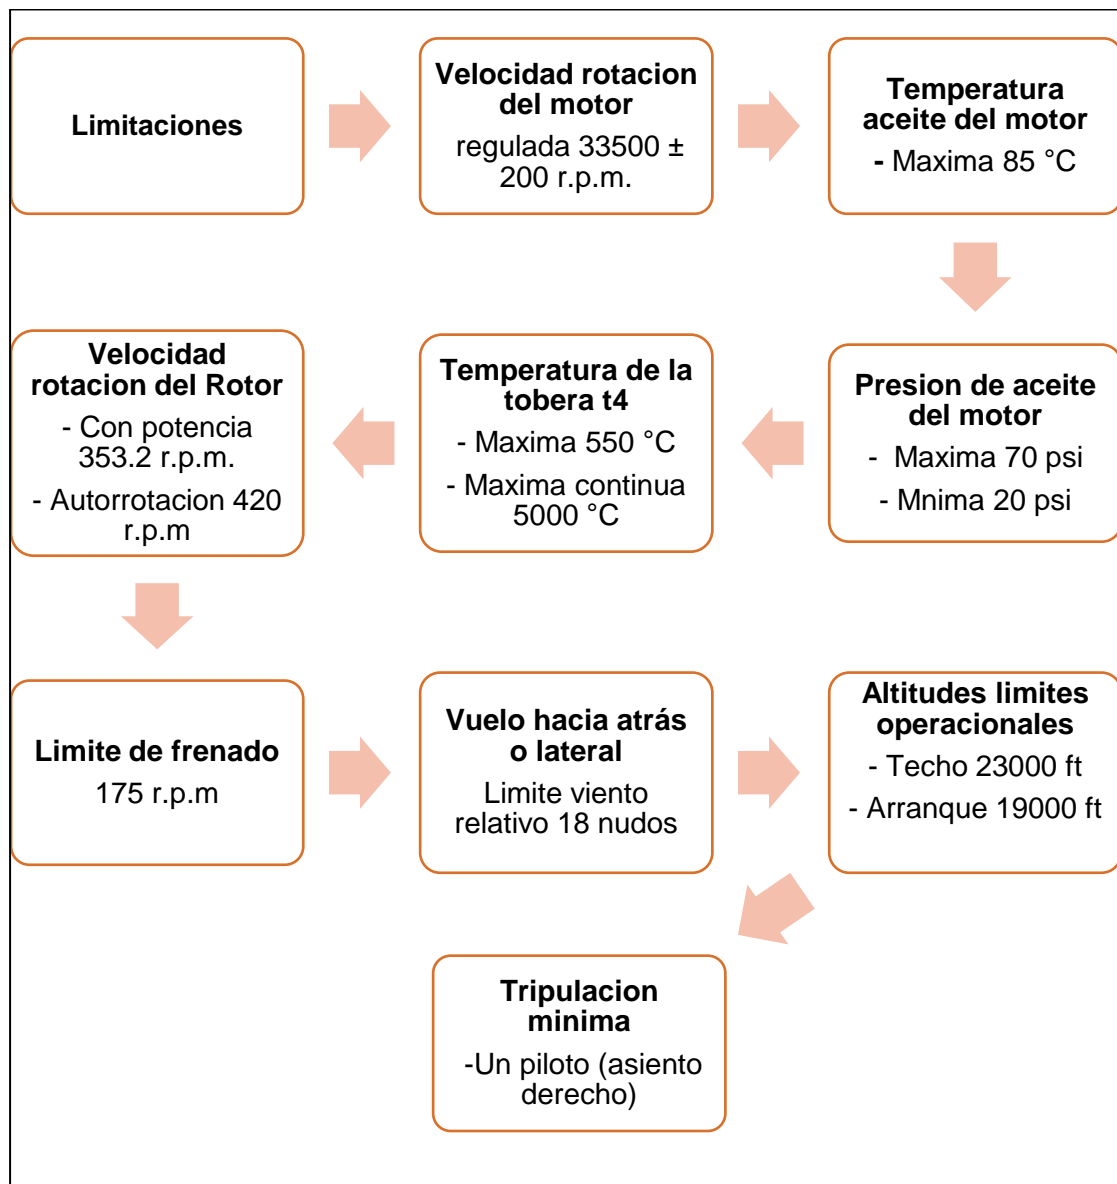 Limitaciones
Velocidad rotacion
del motor
regulada 33500 ±
200 r.p.m.
Temperatura
aceite del motor
- Maxima 85 °C
Presion de aceite
del motor
- Maxima 70 psi
- Mnima 20 psi
Temperatura de la
tobera t4
- Maxima 550 °C
- Maxima continua
5000 °C
Velocidad
rotacion del Rotor
- Con potencia
353.2 r.p.m.
- Autorrotacion 420
r.p.m
Limite de frenado
175 r.p.m
Vuelo hacia atrás
o lateral
Limite viento
relativo 18 nudos
Altitudes limites
operacionales
- Techo 23000 ft
- Arranque 19000 ft
Tripulacion
minima
-Un piloto (asiento
derecho)